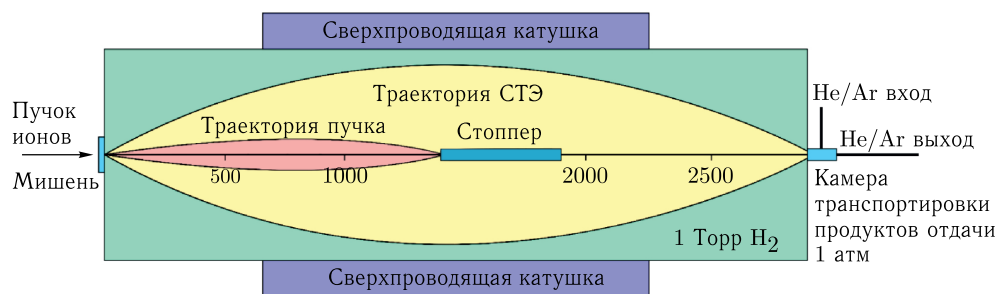 Сверхпроводящая катушка
Траектория СТЭ
Пучок
ионов
Мишень
Траектория пучка
Стоппер
500
1000
2000
2500
1 Торр H2
He/Ar вход
He/Ar выход
Камера
транспортировки
продуктов отдачи
1 атм
Сверхпроводящая катушка